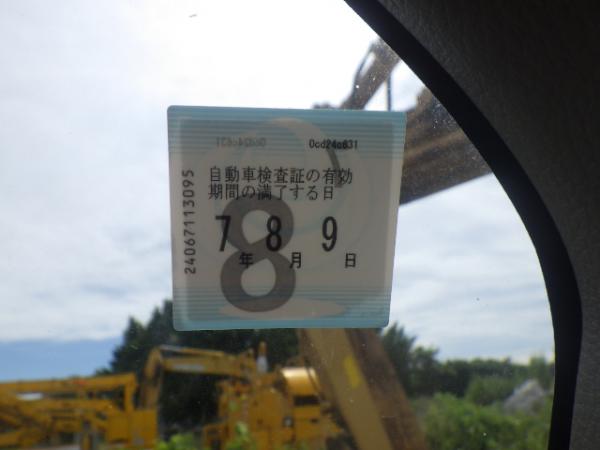 0cd24c631
自動車検査証の有効
期間の満了する日
7年 8月 9日
8
24067113095